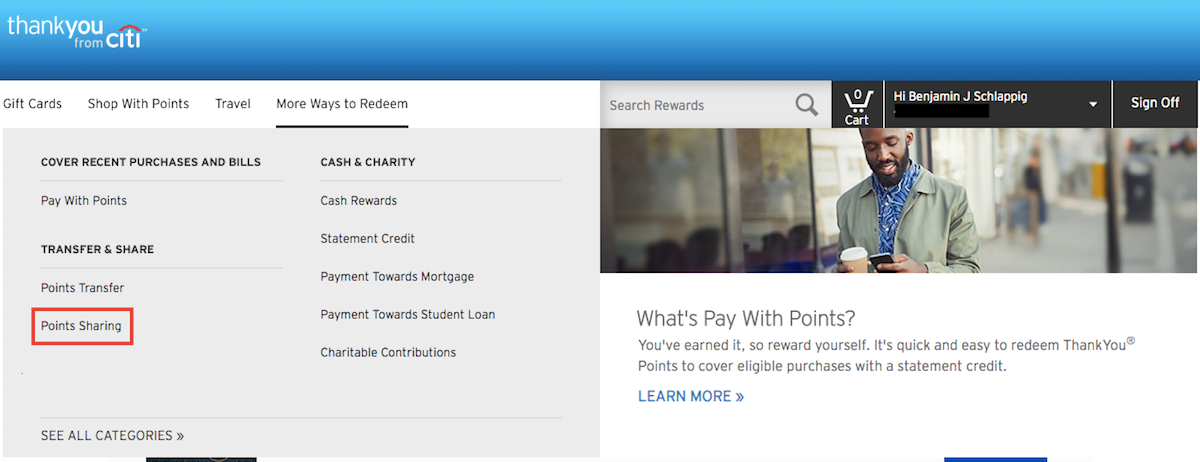 thankyou
from citi
Gift Cards
Shop With Points
Travel
More Ways to Redeem
Search Rewards
0
Cart
Hi Benjamin J Schlappig
Sign Off
COVER RECENT PURCHASES AND BILLS
Pay With Points
TRANSFER & SHARE
Points Transfer
Points Sharing
CASH & CHARITY
Cash Rewards
Statement Credit
Payment Towards Mortgage
Payment Towards Student Loan
Charitable Contributions
SEE ALL CATEGORIES »
What's Pay With Points?
You've earned it, so reward yourself. It's quick and easy to redeem ThankYou®
Points to cover eligible purchases with a statement credit.
LEARN MORE »